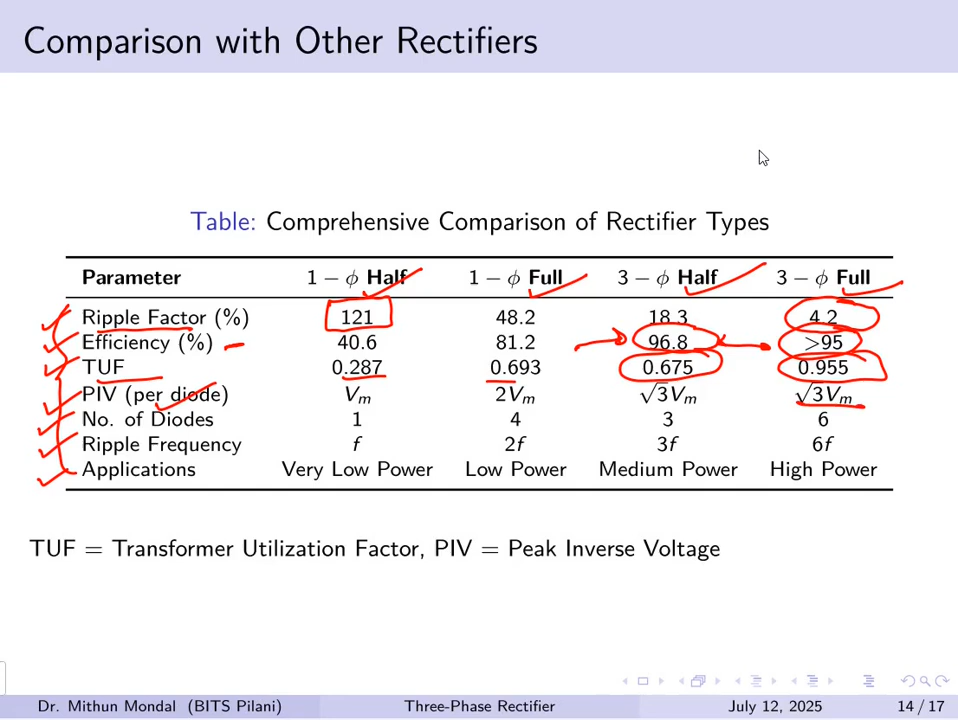 Comparison with Other Rectifiers
Table: Comprehensive Comparison of Rectifier Types
Parameter 1 − ϕ Half 1 − ϕ Full 3 − ϕ Half 3 − ϕ Full
Ripple Factor (%) 121 48.2 18.3 4.2
Efficiency (%) 40.6 81.2 96.8 >95
TUF 0.287 0.693 0.675 0.955
PIV (per diode) Vm 2Vm √3Vm √3Vm
No. of Diodes 1 4 3 6
Ripple Frequency f 2f 3f 6f
Applications Very Low Power Low Power Medium Power High Power
TUF = Transformer Utilization Factor, PIV = Peak Inverse Voltage
Dr. Mithun Mondal (BITS Pilani) Three-Phase Rectifier July 12, 2025 14 / 17